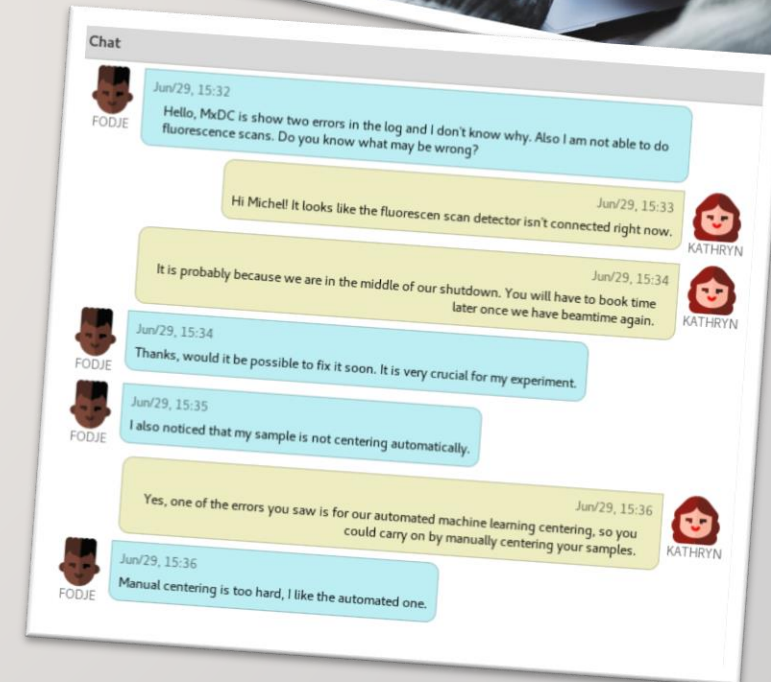 Chat
Jun/29, 15:32
Hello, MxDC is show two errors in the log and I don't know why. Also I am not able to do
fluorescence scans. Do you know what may be wrong?
FODJE
Jun/29, 15:33
Hi Michel! It looks like the fluorescen scan detector isn't connected right now.
KATHRYN
Jun/29, 15:34
It is probably because we are in the middle of our shutdown. You will have to book time
later once we have beamtime again.
KATHRYN
Jun/29, 15:34
Thanks, would it be possible to fix it soon. It is very crucial for my experiment.
FODJE
Jun/29, 15:35
I also noticed that my sample is not centering automatically.
FODJE
Jun/29, 15:36
Yes, one of the errors you saw is for our automated machine learning centering, so you
could carry on by manually centering your samples.
KATHRYN
Jun/29, 15:36
Manual centering is too hard, I like the automated one.
FODJE